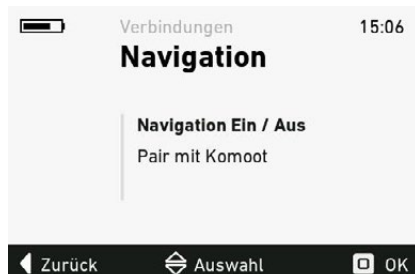 Verbindungen
15:06
Navigation
Navigation Ein / Aus
Pair mit Komoot
Zurück
Auswahl
OK